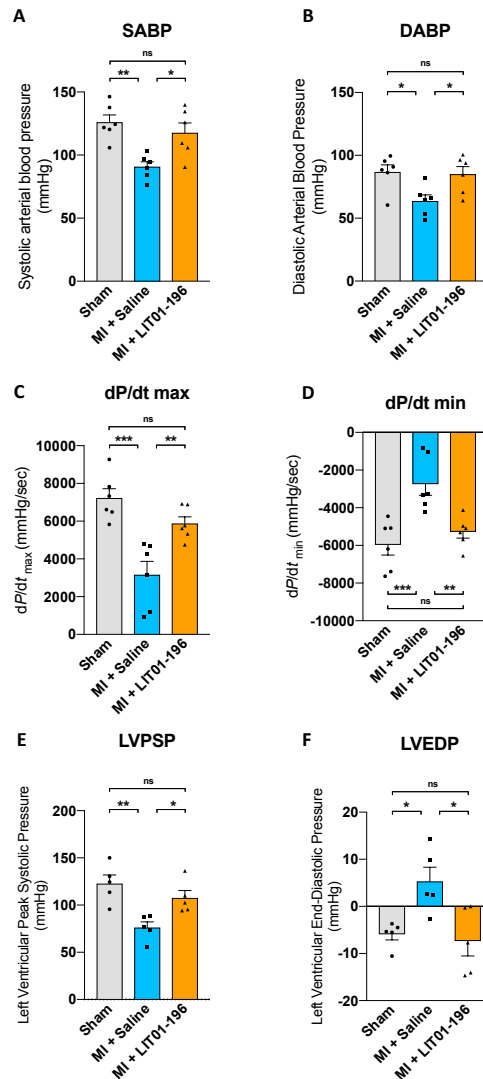 A
SABP
ns
** *
Systolic arterial blood pressure
(mmHg)
150
100
50
0
Sham
MI + Saline
MI + LIT01-196
B
DABP
ns
* *
Diastolic Arterial Blood Pressure
(mmHg)
150
100
50
0
Sham
MI + Saline
MI + LIT01-196
C
dP/dt max
ns
*** **
dP/dt max (mmHg/sec)
10000
8000
6000
4000
2000
0
Sham
MI + Saline
MI + LIT01-196
D
dP/dt min
dP/dt min (mmHg/sec)
0
-2000
-4000
-6000
-8000
-10000
*** **
ns
Sham
MI + Saline
MI + LIT01-196
E
LVPSP
ns
** *
Left Ventricular Peak Systolic Pressure
(mmHg)
200
150
100
50
0
Sham
MI + Saline
MI + LIT01-196
F
LVEDP
ns
* *
Left Ventricular End-Diastolic Pressure
(mmHg)
20
10
0
-10
-20
Sham
MI + Saline
MI + LIT01-196